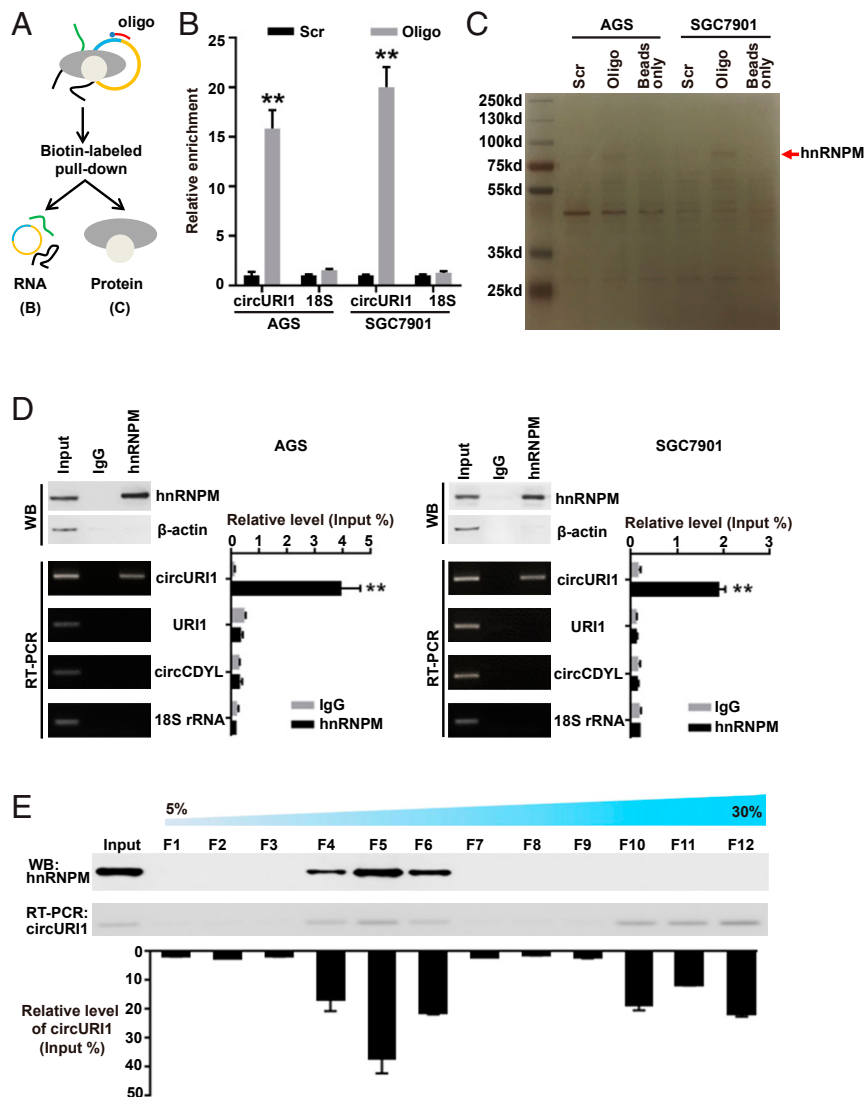 A
oligo
Biotin-labeled
pull-down
RNA
Protein
(B)
(C)
B
Scr
Oligo
Relative enrichment
25
20
15
10
5
0
**
**
circURI1
18S
circURI1
18S
AGS
SGC7901
C
AGS
SGC7901
Scr
Oligo
Beads only
Scr
Oligo
Beads only
250kd
130kd
100kd
75kd
55kd
35kd
25kd
hnRNPM
D
Input
IgG
hnRNPM
AGS
WB
hnRNPM
β-actin
Relative level (Input %)
0 1 2 3 4 5
RT-PCR
circURI1
**
URI1
circCDYL
18S rRNA
IgG
hnRNPM
Input
IgG
hnRNPM
SGC7901
WB
hnRNPM
β-actin
Relative level (Input %)
0 1 2 3
RT-PCR
circURI1
**
URI1
circCDYL
18S rRNA
IgG
hnRNPM
E
5%
30%
Input F1 F2 F3 F4 F5 F6 F7 F8 F9 F10 F11 F12
WB:
hnRNPM
RT-PCR:
circURI1
Relative level
of circURI1
(Input %)
0
10
20
30
40
50